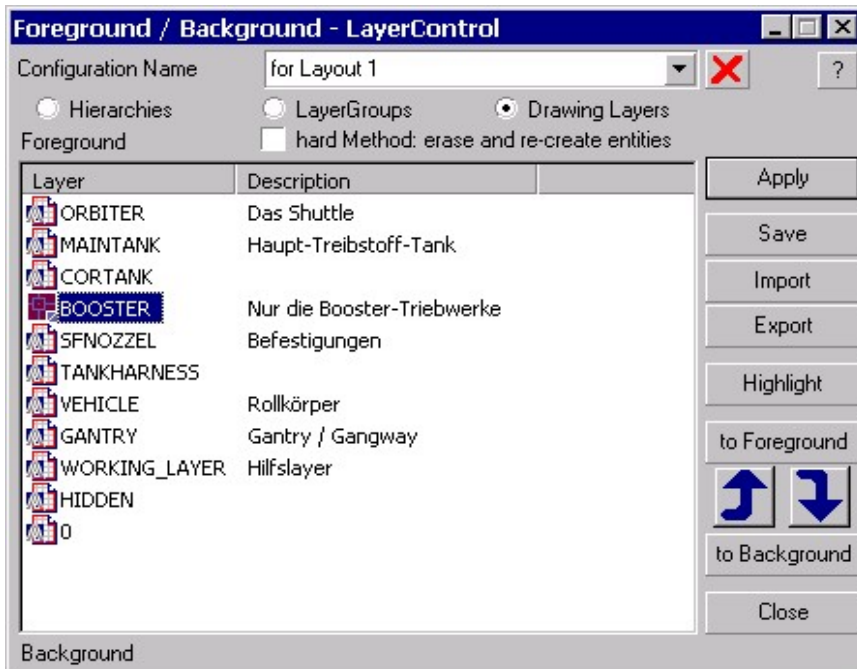 Foreground / Background - LayerControl
Configuration Name for Layout 1 ?
Hierarchies LayerGroups Drawing Layers
Foreground hard Method: erase and re-create entities
Layer Description
ORBITER Das Shuttle
MAINTANK Haupt-Treibstoff-Tank
CORTANK
BOOSTER Nur die Booster-Triebwerke
SFNOZZEL Befestigungen
TANKHARNESS
VEHICLE Rollkörper
GANTRY Gantry / Gangway
WORKING_LAYER Hilfslayer
HIDDEN
0
Apply
Save
Import
Export
Highlight
to Foreground
to Background
Close
Background